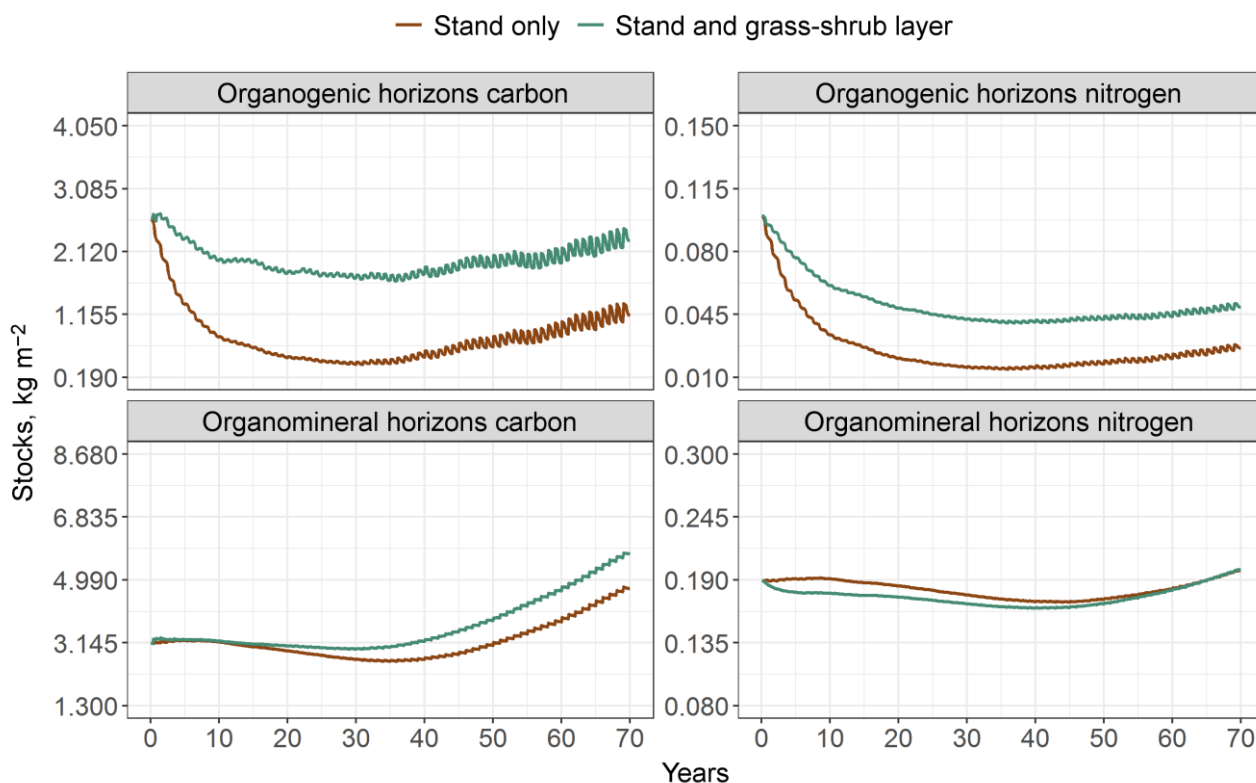 Stand only Stand and grass-shrub layer
Organogenic horizons carbon
Organogenic horizons nitrogen
4.050
3.085
2.120
1.155
0.190
0.150
0.115
0.080
0.045
0.010
Organomineral horizons carbon
Organomineral horizons nitrogen
8.680
6.835
4.990
3.145
1.300
0.300
0.245
0.190
0.135
0.080
0 10 20 30 40 50 60 70
0 10 20 30 40 50 60 70
Stocks, kg m⁻²
Years